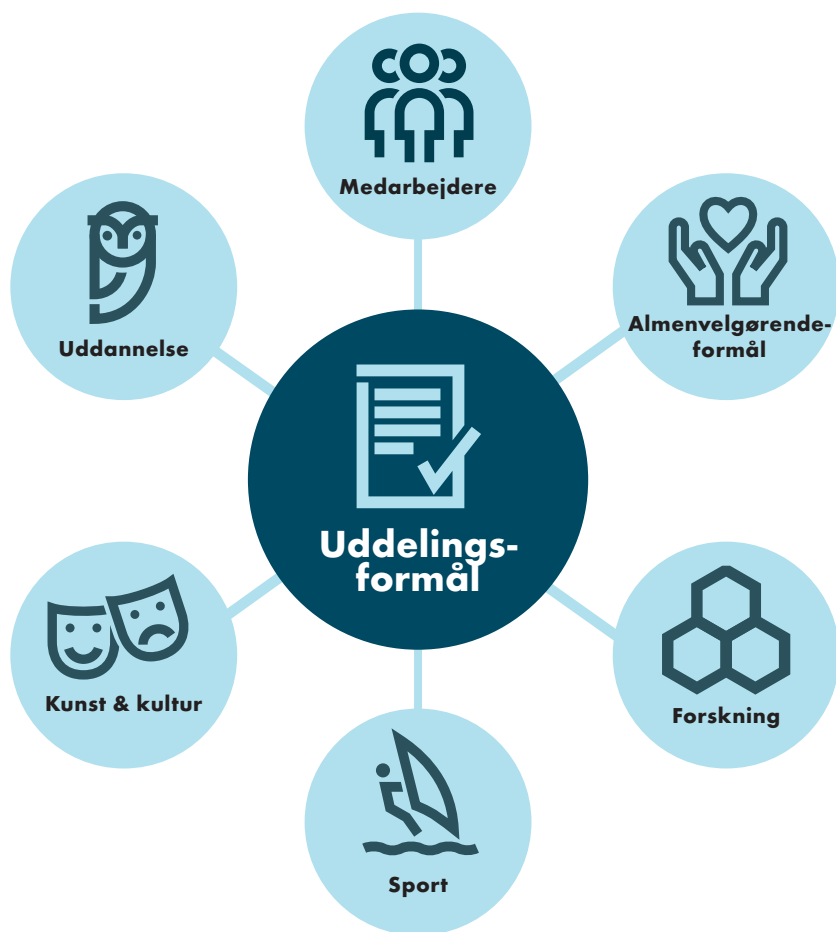 Medarbejdere
Uddannelse
Almenvelgørende-
formål
Uddelings-
formål
Kunst & kultur
Forskning
Sport